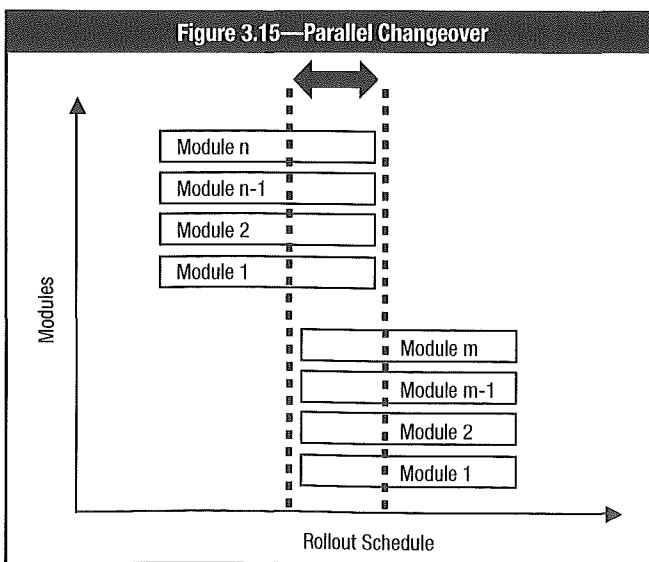 Figure 3.15—Parallel Changeover
Module n
Module n-1
Module 2
Module 1
Modules
Module m
Module m-1
Module 2
Module 1
Rollout Schedule